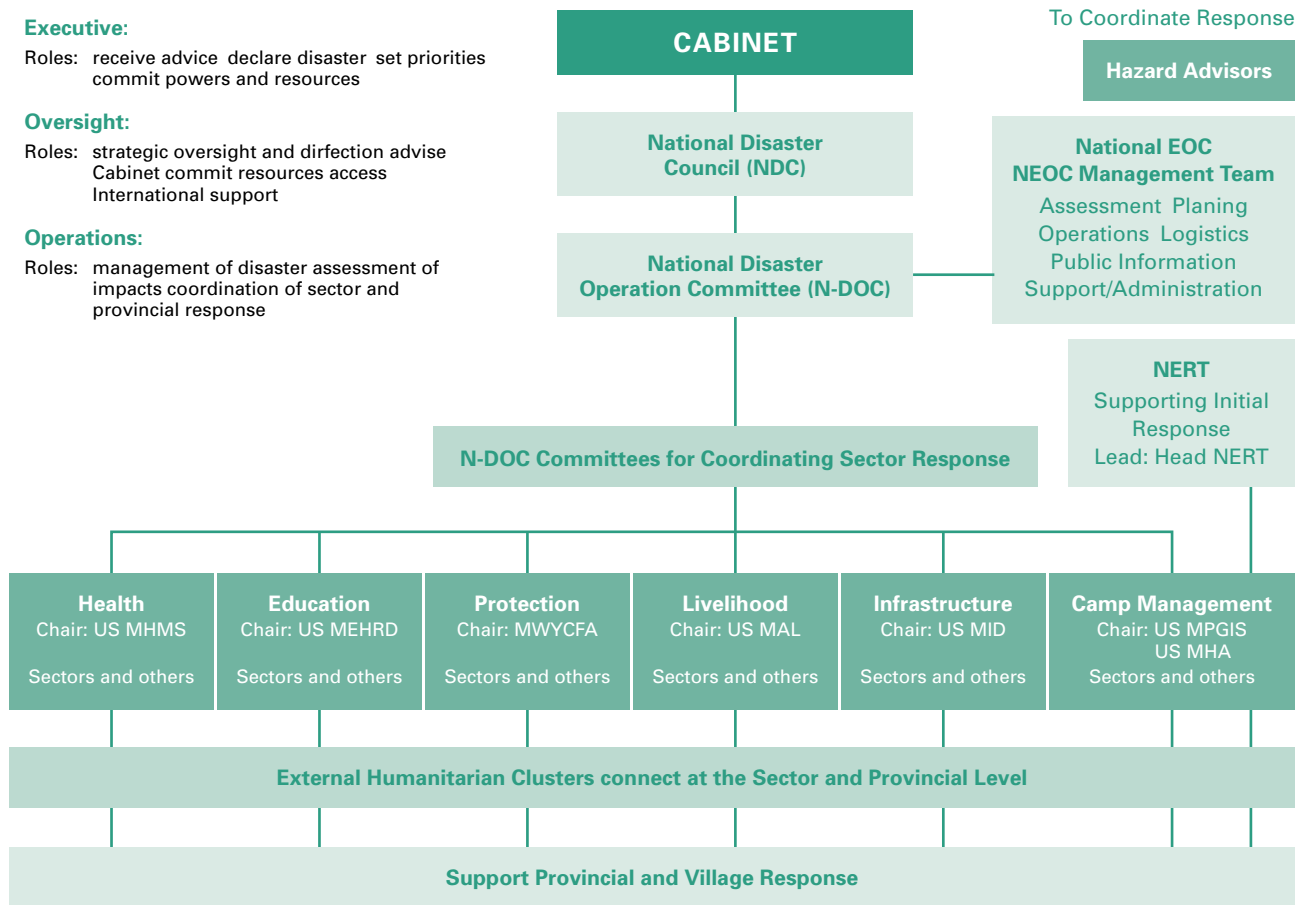 Executive:
Roles: receive advice declare disaster set priorities
commit powers and resources
Oversight:
Roles: strategic oversight and dirfection advise
Cabinet commit resources access
International support
Operations:
Roles: management of disaster assessment of
impacts coordination of sector and
provincial response
CABINET
National Disaster
Council (NDC)
National Disaster
Operation Committee (N-DOC)
To Coordinate Response
Hazard Advisors
National EOC
NEOC Management Team
Assessment Planing
Operations Logistics
Public Information
Support/Administration
NERT
Supporting Initial
Response
Lead: Head NERT
N-DOC Committees for Coordinating Sector Response
Health
Chair: US MHMS
Sectors and others
Education
Chair: US MEHRD
Sectors and others
Protection
Chair: MWYCFA
Sectors and others
Livelihood
Chair: US MAL
Sectors and others
Infrastructure
Chair: US MID
Sectors and others
Camp Management
Chair: US MPGIS
US MHA
Sectors and others
External Humanitarian Clusters connect at the Sector and Provincial Level
Support Provincial and Village Response